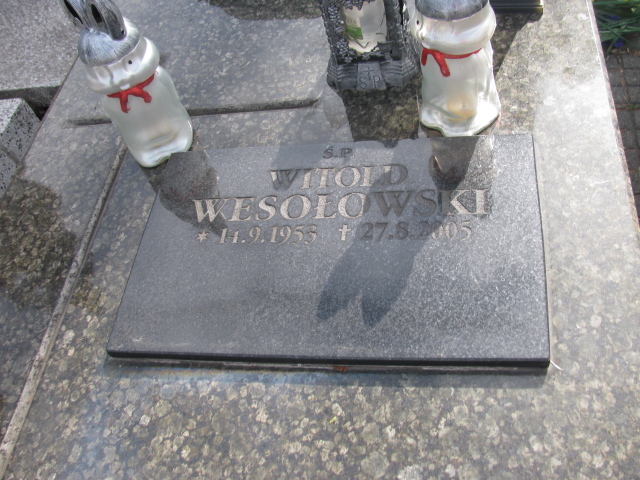 Ś.P.
WITOLD
WESOŁOWSKI
* 14.9.1953 † 27.8.2005